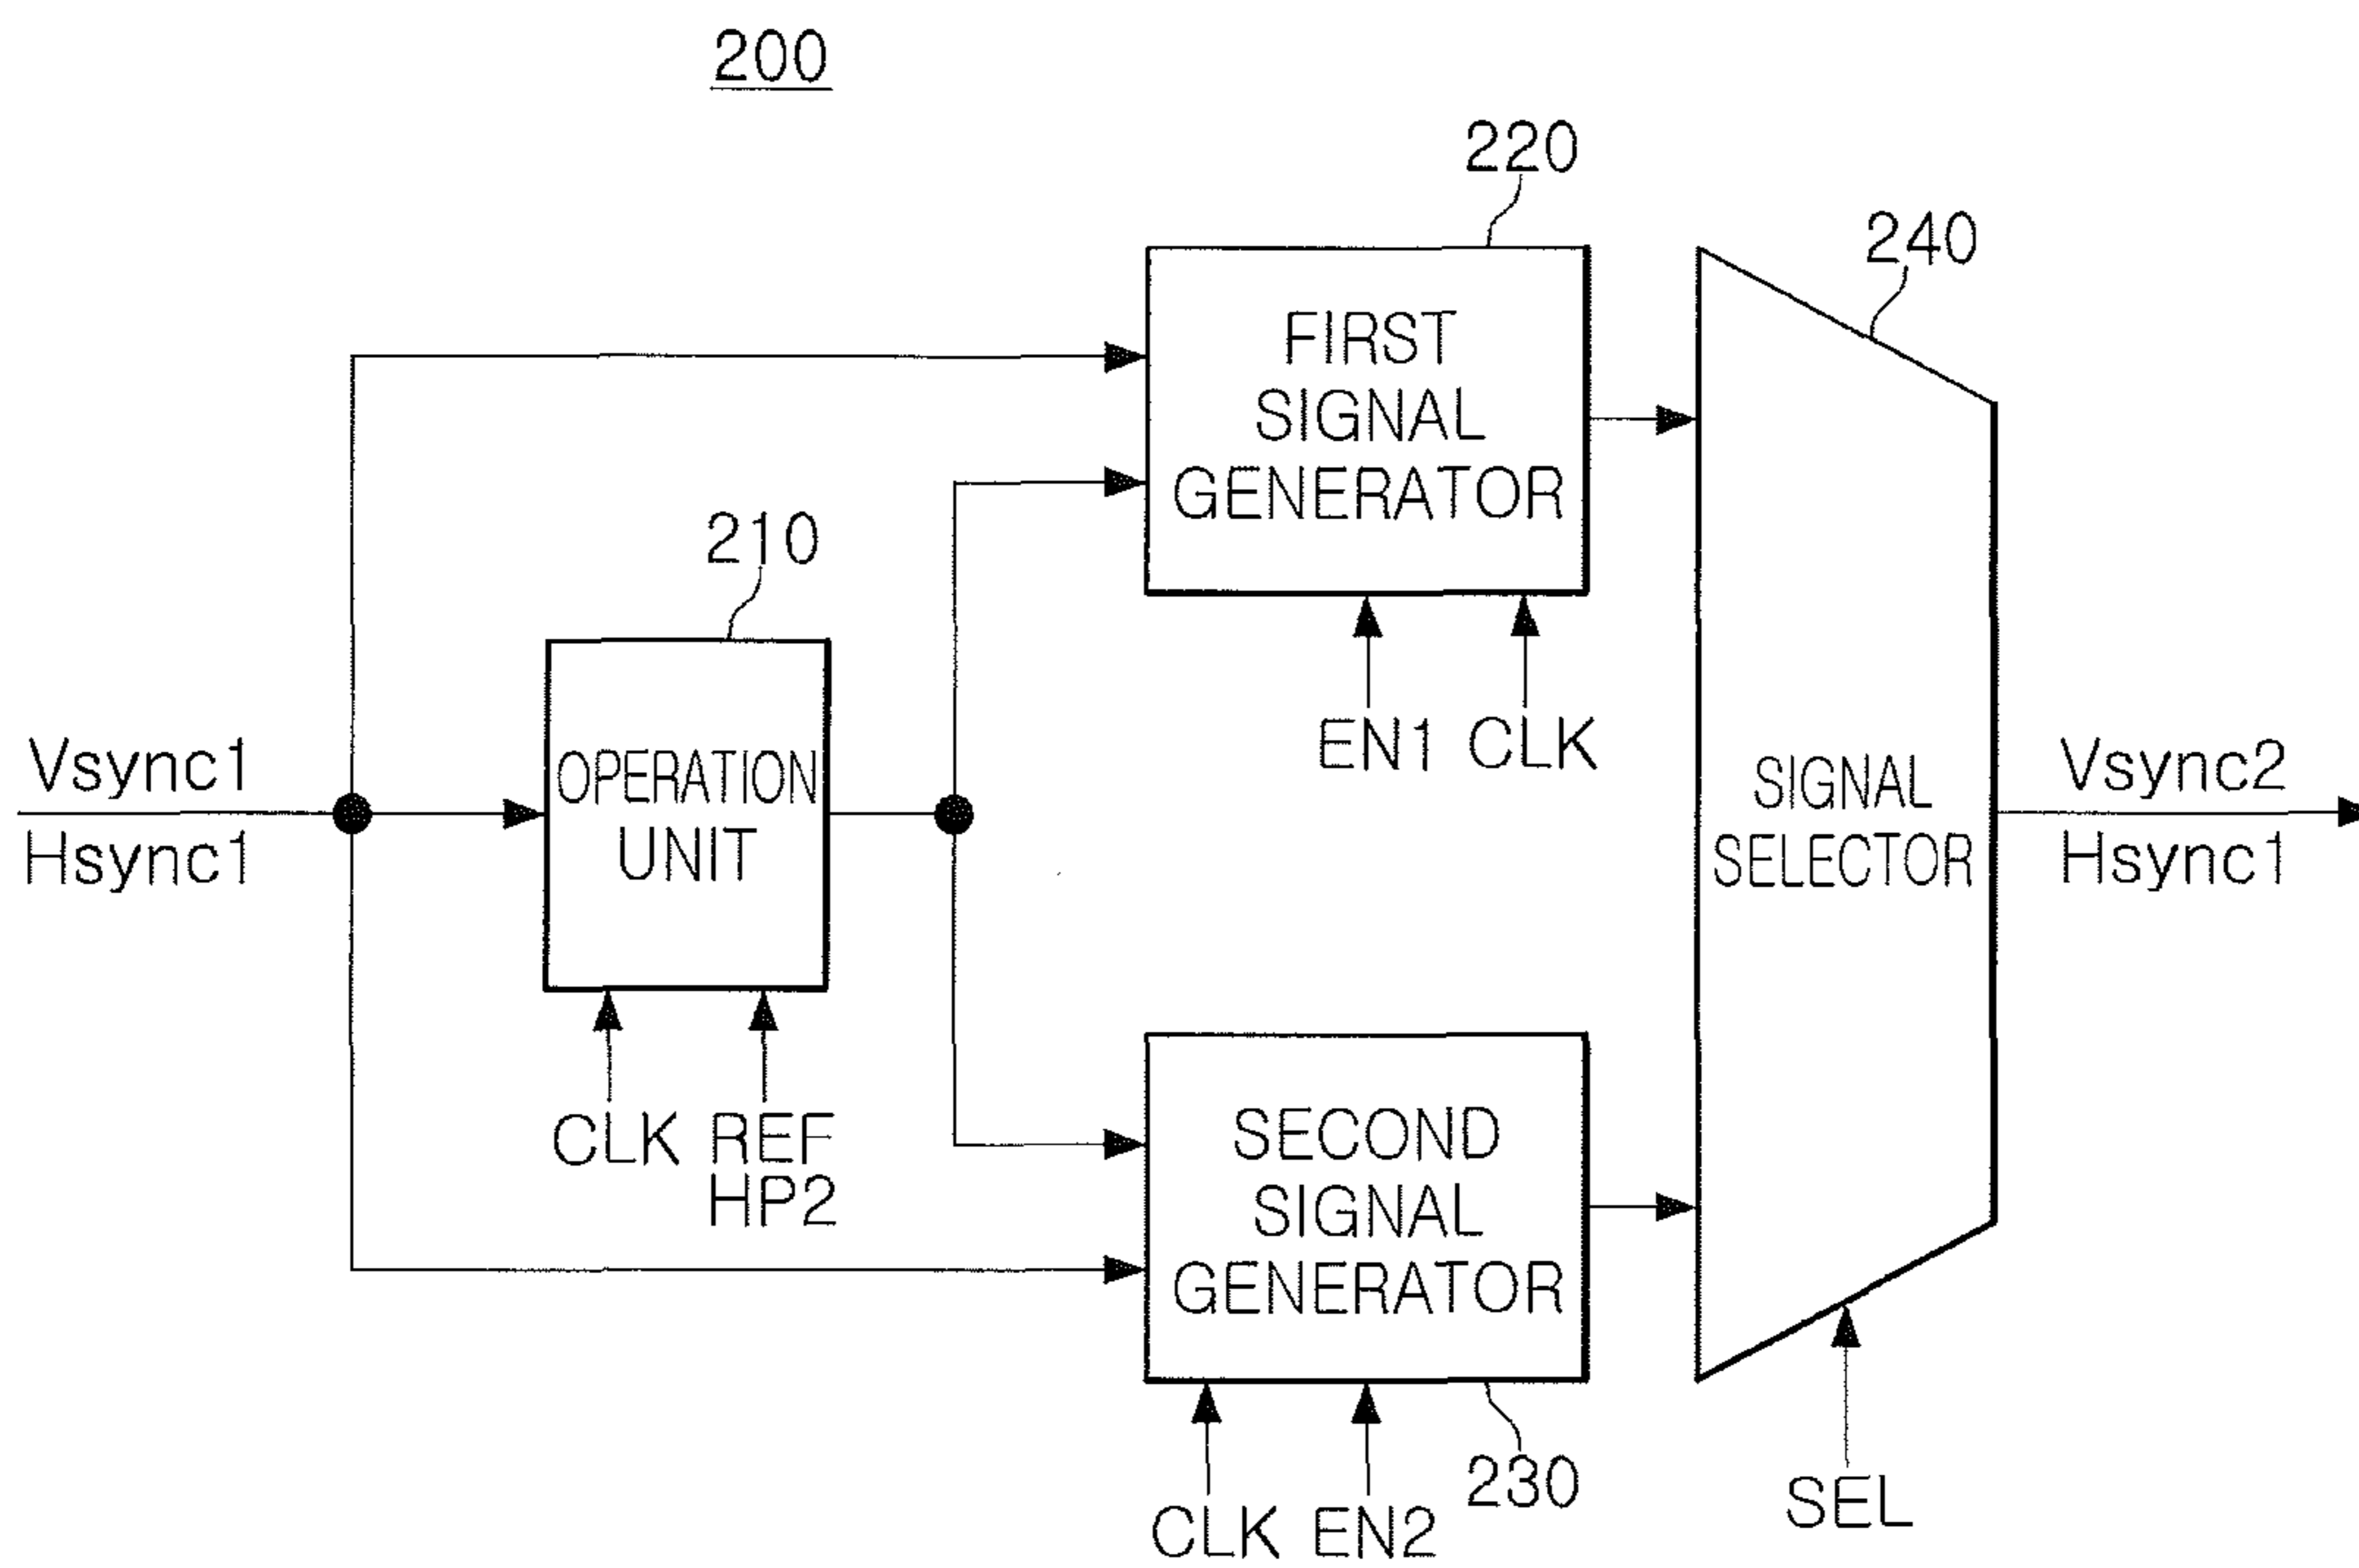 200
220
240
FIRST
SIGNAL
GENERATOR
210
EN1 CLK
Vsync1
Hsync1
OPERATION
UNIT
SIGNAL
SELECTOR
Vsync2
Hsync1
CLK REF
HP2
SECOND
SIGNAL
GENERATOR
230
CLK EN2
SEL